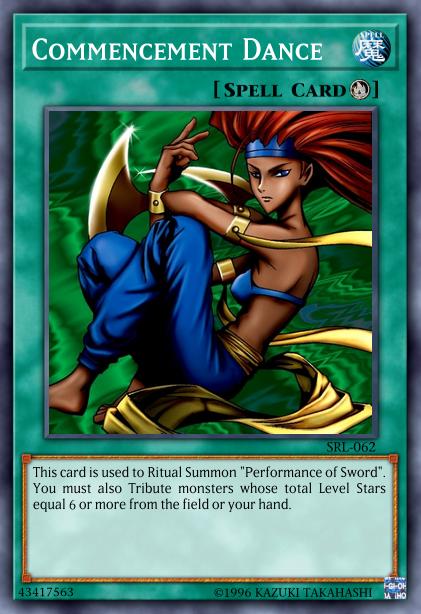 COMMENCEMENT DANCE
SPELL
魔
[SPELL CARD]
SRL-062
This card is used to Ritual Summon "Performance of Sword".
You must also Tribute monsters whose total Level Stars
equal 6 or more from the field or your hand.
43417563
©1996 KAZUKI TAKAHASHI